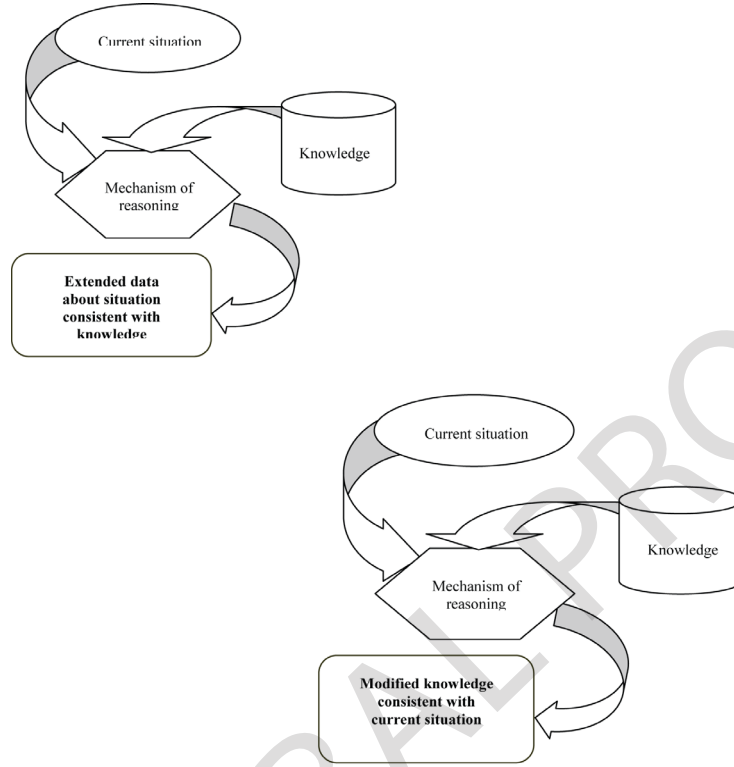 Current situation
Knowledge
Mechanism of
reasoning
Extended data
about situation
consistent with
knowledge
Current situation
Knowledge
Mechanism of
reasoning
Modified knowledge
consistent with
current situation